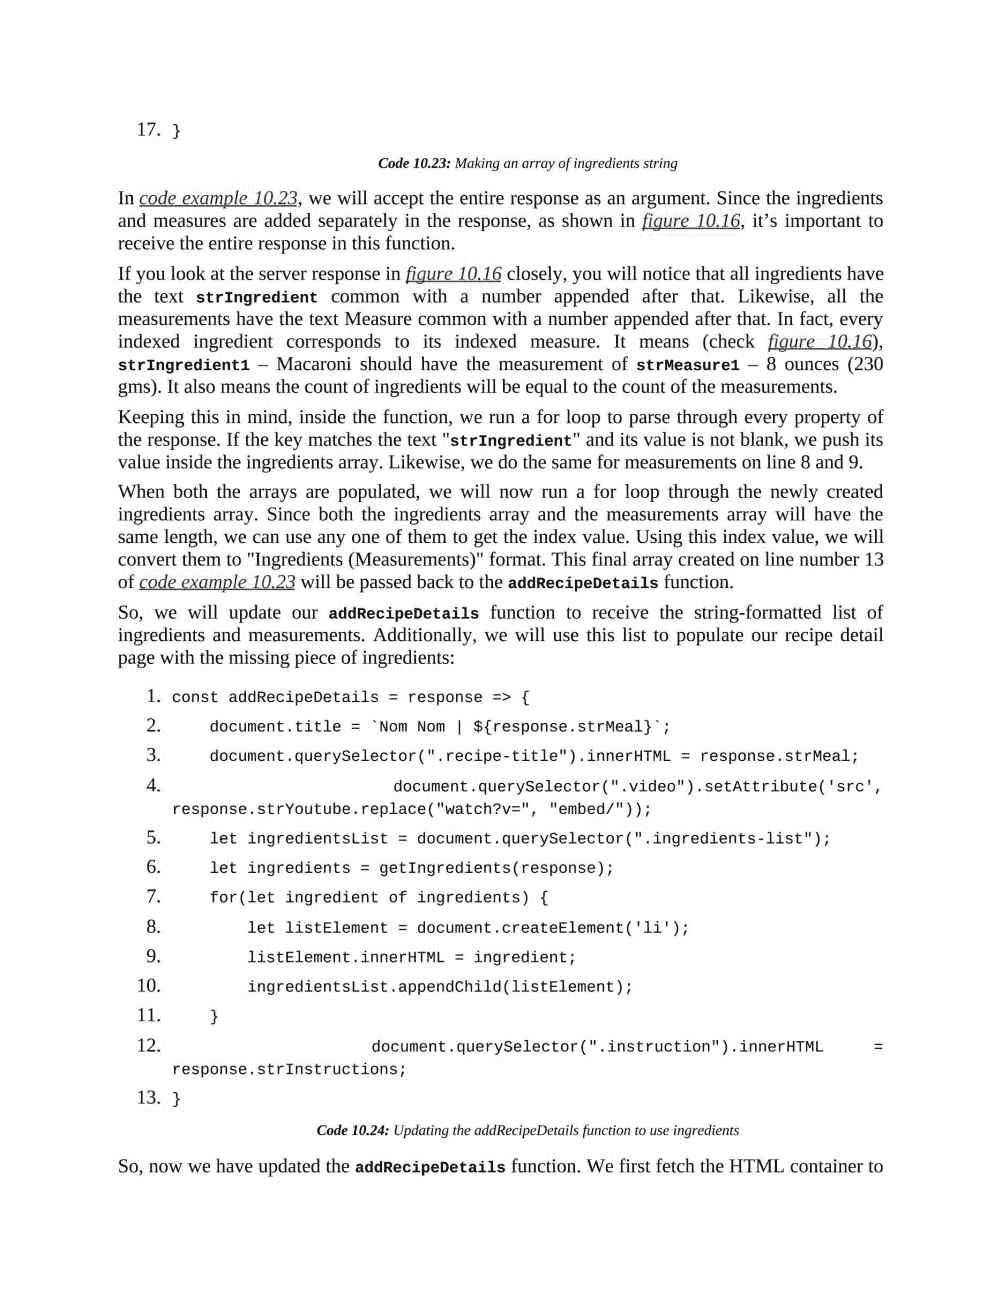 17. }
Code 10.23: Making an array of ingredients string
In code example 10.23, we will accept the entire response as an argument. Since the ingredients
and measures are added separately in the response, as shown in figure 10.16, it’s important to
receive the entire response in this function.
If you look at the server response in figure 10.16 closely, you will notice that all ingredients have
the text strIngredient common with a number appended after that. Likewise, all the
measurements have the text Measure common with a number appended after that. In fact, every
indexed ingredient corresponds to its indexed measure. It means (check figure 10.16),
strIngredient1 – Macaroni should have the measurement of strMeasure1 – 8 ounces (230
gms). It also means the count of ingredients will be equal to the count of the measurements.
Keeping this in mind, inside the function, we run a for loop to parse through every property of
the response. If the key matches the text "strIngredient" and its value is not blank, we push its
value inside the ingredients array. Likewise, we do the same for measurements on line 8 and 9.
When both the arrays are populated, we will now run a for loop through the newly created
ingredients array. Since both the ingredients array and the measurements array will have the
same length, we can use any one of them to get the index value. Using this index value, we will
convert them to "Ingredients (Measurements)" format. This final array created on line number 13
of code example 10.23 will be passed back to the addRecipeDetails function.
So, we will update our addRecipeDetails function to receive the string-formatted list of
ingredients and measurements. Additionally, we will use this list to populate our recipe detail
page with the missing piece of ingredients:
1. const addRecipeDetails = response => {
2.     document.title = `Nom Nom | ${response.strMeal}`;
3.     document.querySelector(".recipe-title").innerHTML = response.strMeal;
4.     document.querySelector(".video").setAttribute('src',
response.strYoutube.replace("watch?v=", "embed/"));
5.     let ingredientsList = document.querySelector(".ingredients-list");
6.     let ingredients = getIngredients(response);
7.     for(let ingredient of ingredients) {
8.         let listElement = document.createElement('li');
9.         listElement.innerHTML = ingredient;
10.         ingredientsList.appendChild(listElement);
11.     }
12.     document.querySelector(".instruction").innerHTML =
response.strInstructions;
13. }
Code 10.24: Updating the addRecipeDetails function to use ingredients
So, now we have updated the addRecipeDetails function. We first fetch the HTML container to